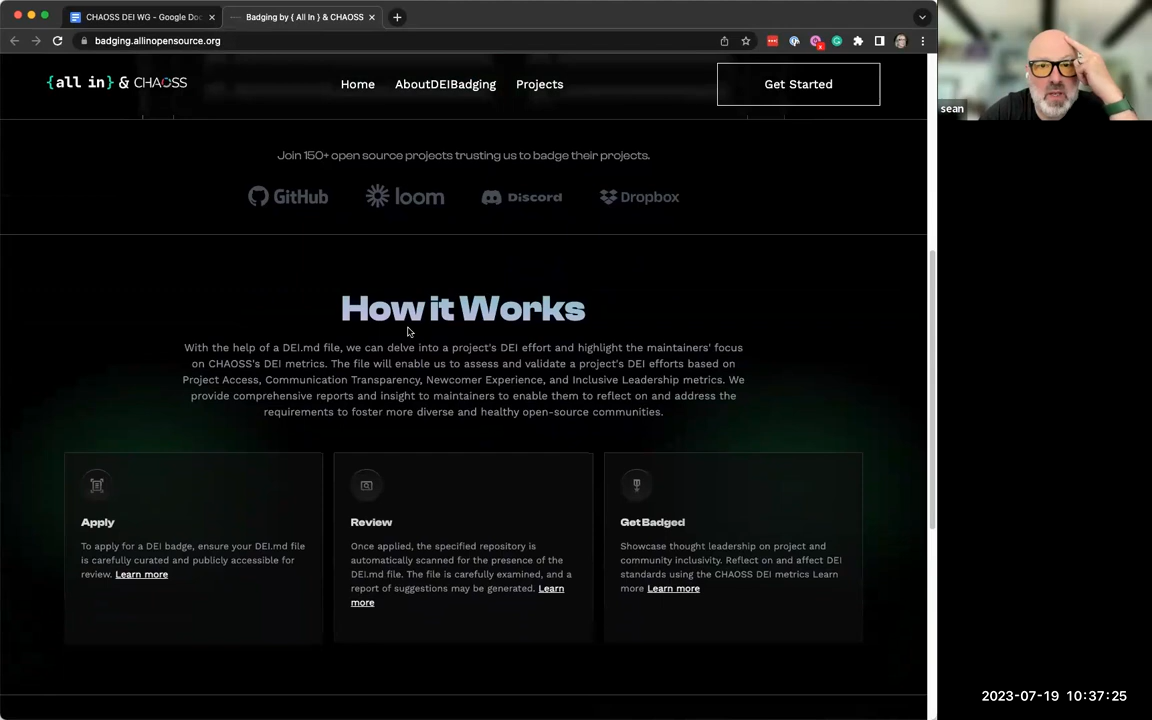 CHAOSS DEI WG - Google Doc
Badging by { All In } & CHAOSS
badging.allinopensource.org
{all in} & CHAOSS
Home
AboutDEIBadging
Projects
Get Started
sean
Join 150+ open source projects trusting us to badge their projects.
GitHub
loom
Discord
Dropbox
How it Works
With the help of a DEI.md file, we can delve into a project's DEI effort and highlight the maintainers' focus
on CHAOSS's DEI metrics. The file will enable us to assess and validate a project's DEI efforts based on
Project Access, Communication Transparency, Newcomer Experience, and Inclusive Leadership metrics. We
provide comprehensive reports and insight to maintainers to enable them to reflect on and address the
requirements to foster more diverse and healthy open-source communities.
Apply
To apply for a DEI badge, ensure your DEI.md file
is carefully curated and publicly accessible for
review. Learn more
Review
Once applied, the specified repository is
automatically scanned for the presence of the
DEI.md file. The file is carefully examined, and a
report of suggestions may be generated. Learn
more
Get Badged
Showcase thought leadership on project and
community inclusivity. Reflect on and affect DEI
standards using the CHAOSS DEI metrics Learn
more Learn more
2023-07-19 10:37:25